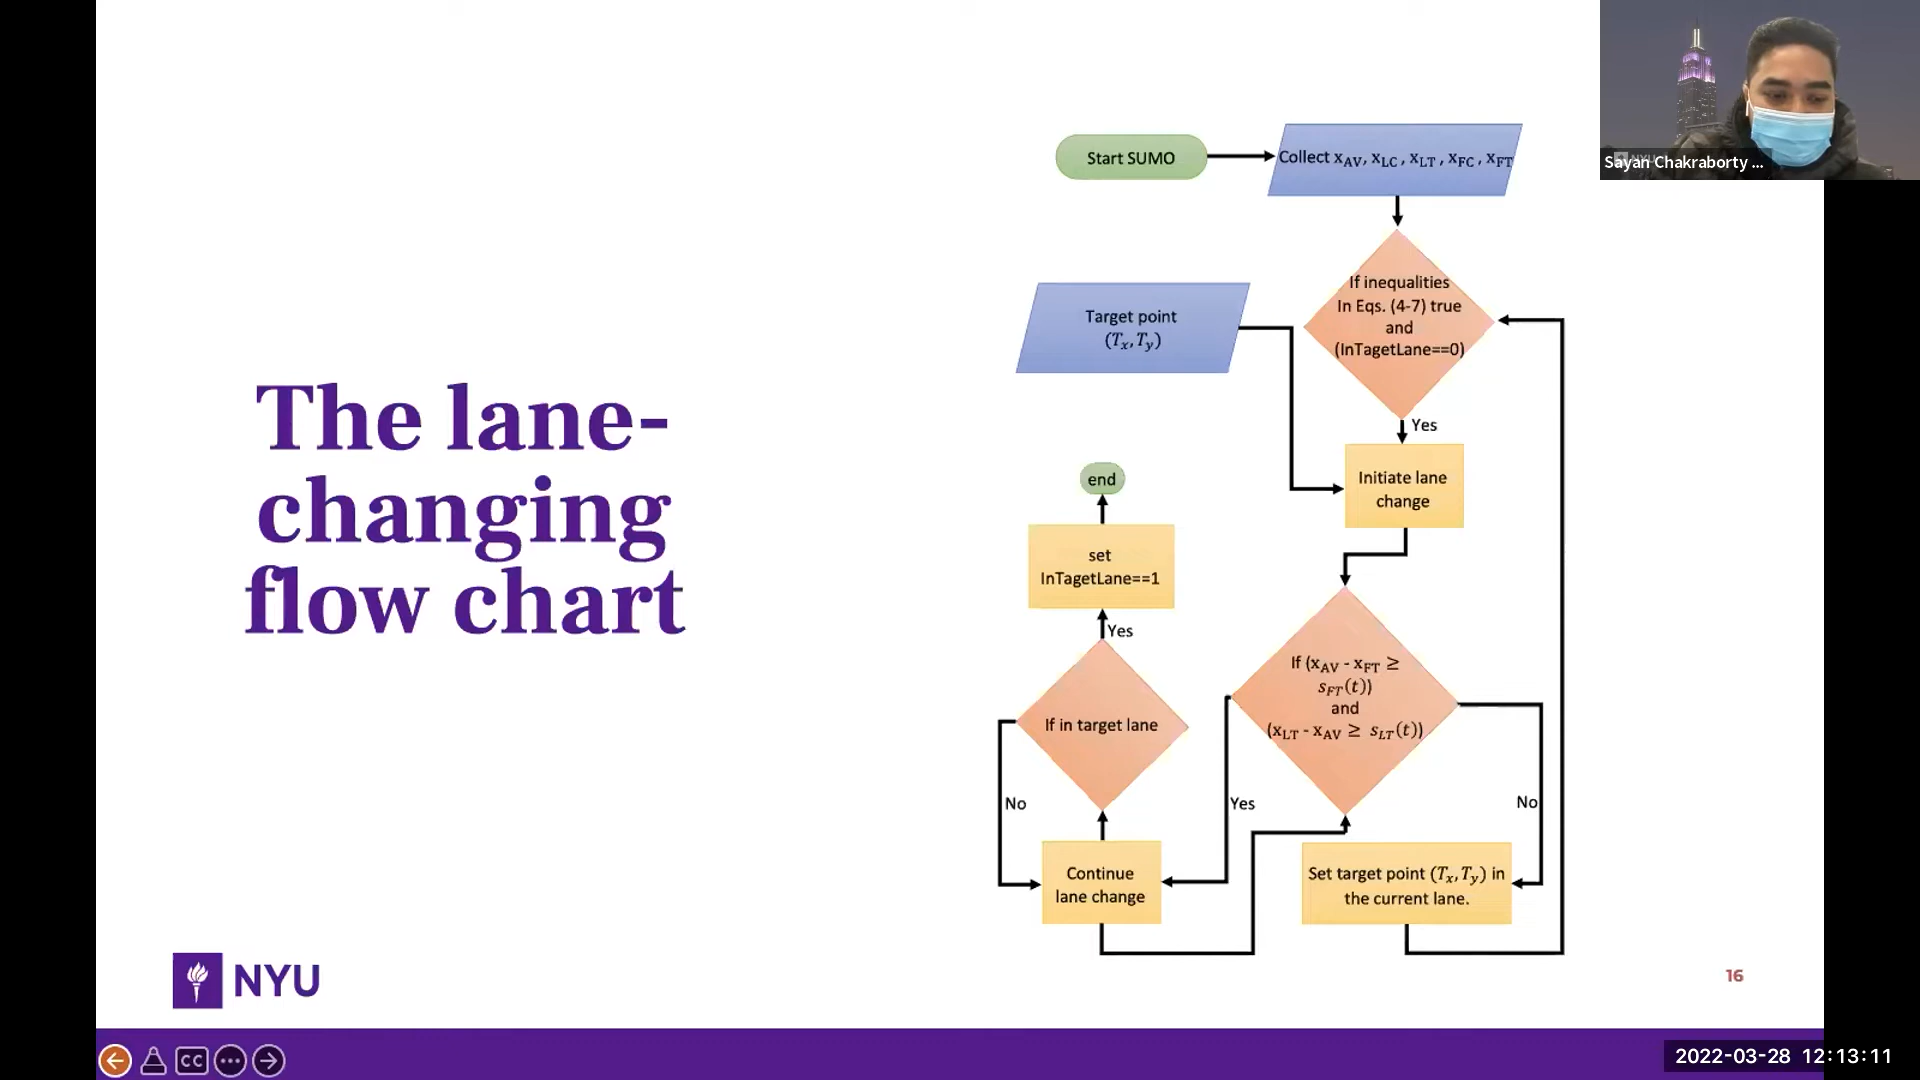 The lane-
changing
flow chart
Start SUMO
Collect xAV, xLC , xLT , xFC , xFT
If inequalities
In Eqs. (4-7) true
and
(InTagetLane==0)
Target point
(Tx, Ty)
Yes
Initiate lane
change
end
set
InTagetLane==1
Yes
If in target lane
No
Continue
lane change
If (xAV - xFT ≥
sFT(t))
and
(xLT - xAV ≥ sLT(t))
Yes
No
Set target point (Tx, Ty) in
the current lane.
NYU
16
Sayan Chakraborty ...
CC
2022-03-28 12:13:11